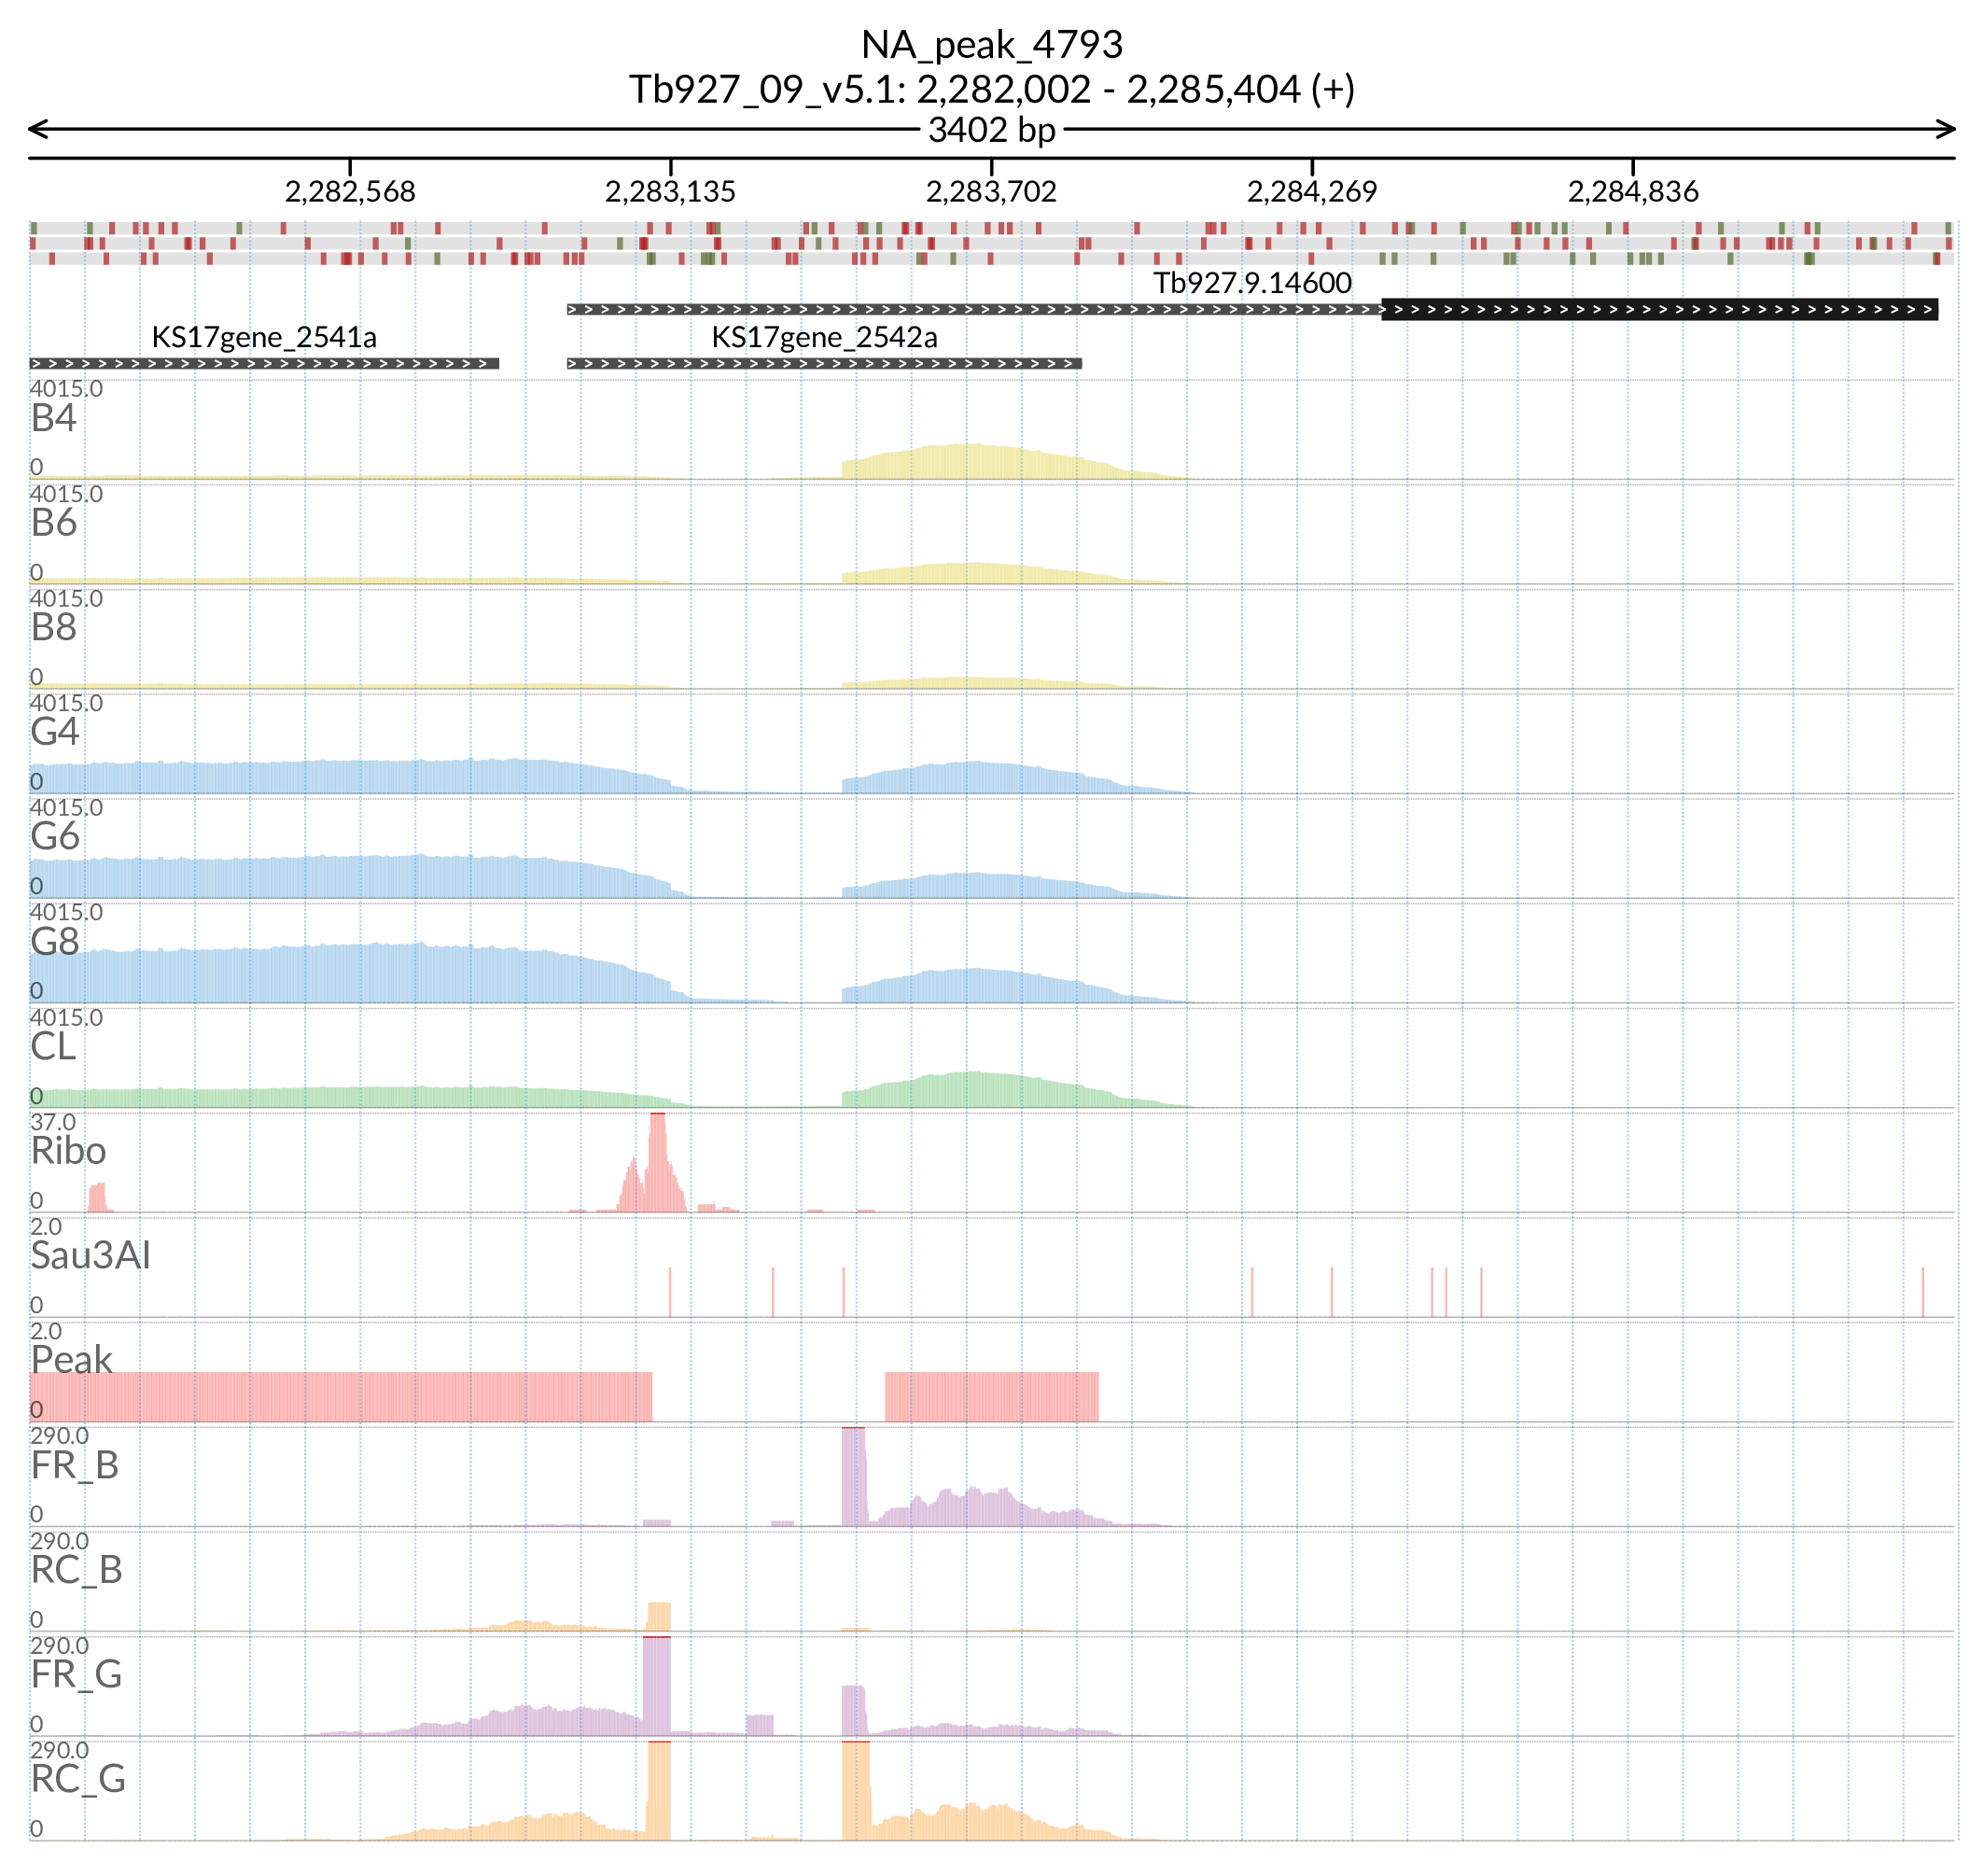 NA_peak_4793
Tb927_09_v5.1: 2,282,002 - 2,285,404 (+)
3402 bp
2,282,568 2,283,135 2,283,702 2,284,269 2,284,836
Tb927.9.14600
KS17gene_2541a KS17gene_2542a
4015.0
B4
0
4015.0
B6
0
4015.0
B8
0
4015.0
G4
0
4015.0
G6
0
4015.0
G8
0
4015.0
CL
0
37.0
Ribo
0
2.0
Sau3AI
0
2.0
Peak
0
290.0
FR_B
0
290.0
RC_B
0
290.0
FR_G
0
290.0
RC_G
0